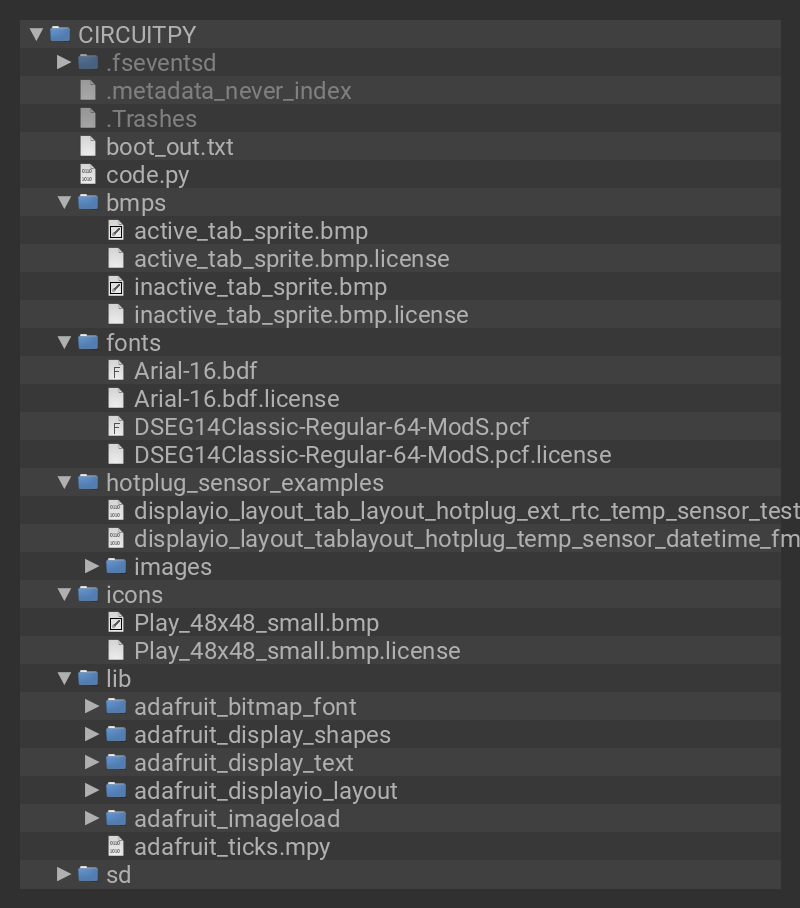 CIRCUITPY
.fseventsd
.metadata_never_index
.Trashes
boot_out.txt
code.py
bmps
active_tab_sprite.bmp
active_tab_sprite.bmp.license
inactive_tab_sprite.bmp
inactive_tab_sprite.bmp.license
fonts
Arial-16.bdf
Arial-16.bdf.license
DSEG14Classic-Regular-64-ModS.pcf
DSEG14Classic-Regular-64-ModS.pcf.license
hotplug_sensor_examples
displayio_layout_tab_layout_hotplug_ext_rtc_temp_sensor_test
displayio_layout_tablayout_hotplug_temp_sensor_datetime_fm
images
icons
Play_48x48_small.bmp
Play_48x48_small.bmp.license
lib
adafruit_bitmap_font
adafruit_display_shapes
adafruit_display_text
adafruit_displayio_layout
adafruit_imageload
adafruit_ticks.mpy
sd